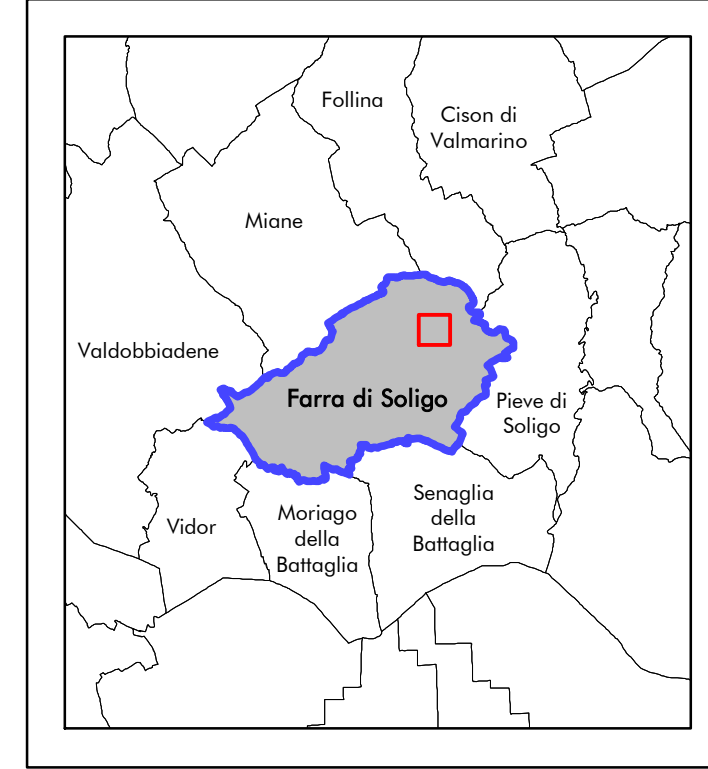 Follina
Cison di
Valmarino
Miane
Valdobbiadene
Farra di Soligo
Pieve di
Soligo
Vidor
Moriago
della
Battaglia
Senaglia
della
Battaglia